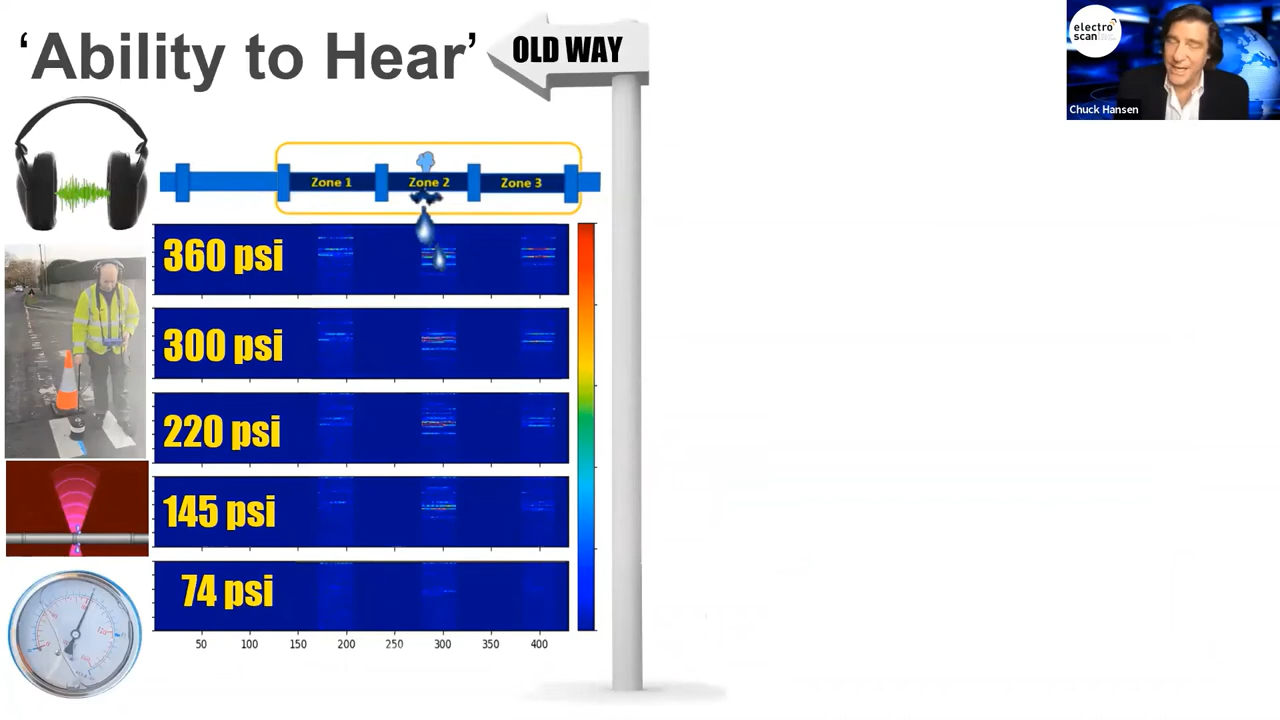 'Ability to Hear'
OLD WAY
electro
scan
Chuck Hansen
Zone 1
Zone 2
Zone 3
360 psi
300 psi
220 psi
145 psi
74 psi
50
100
150
200
250
300
350
400